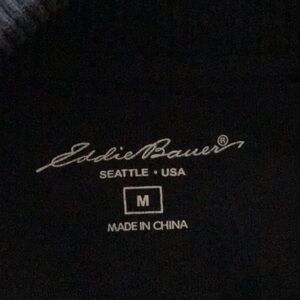 Eddie Bauer®
SEATTLE • USA
M
MADE IN CHINA